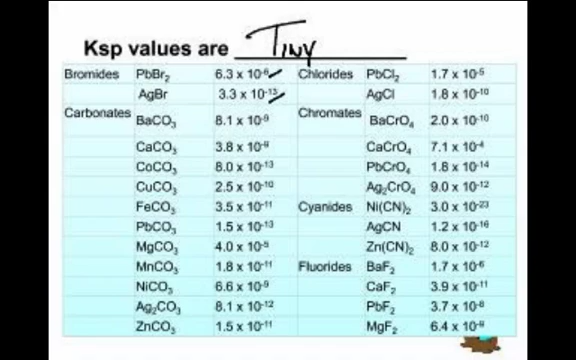 Ksp values are Tiny
Bromides PbBr₂ 6.3 x 10⁻⁶ Chlorides PbCl₂ 1.7 x 10⁻⁵
AgBr 3.3 x 10⁻¹³ AgCl 1.8 x 10⁻¹⁰
Carbonates BaCO₃ 8.1 x 10⁻⁹ Chromates BaCrO₄ 2.0 x 10⁻¹⁰
CaCO₃ 3.8 x 10⁻⁹ CaCrO₄ 7.1 x 10⁻⁴
CoCO₃ 8.0 x 10⁻¹³ PbCrO₄ 1.8 x 10⁻¹⁴
CuCO₃ 2.5 x 10⁻¹⁰ Ag₂CrO₄ 9.0 x 10⁻¹²
FeCO₃ 3.5 x 10⁻¹¹ Cyanides Ni(CN)₂ 3.0 x 10⁻²³
PbCO₃ 1.5 x 10⁻¹³ AgCN 1.2 x 10⁻¹⁶
MgCO₃ 4.0 x 10⁻⁵ Zn(CN)₂ 8.0 x 10⁻¹²
MnCO₃ 1.8 x 10⁻¹¹ Fluorides BaF₂ 1.7 x 10⁻⁶
NiCO₃ 6.6 x 10⁻⁹ CaF₂ 3.9 x 10⁻¹¹
Ag₂CO₃ 8.1 x 10⁻¹² PbF₂ 3.7 x 10⁻⁸
ZnCO₃ 1.5 x 10⁻¹¹ MgF₂ 6.4 x 10⁻⁹